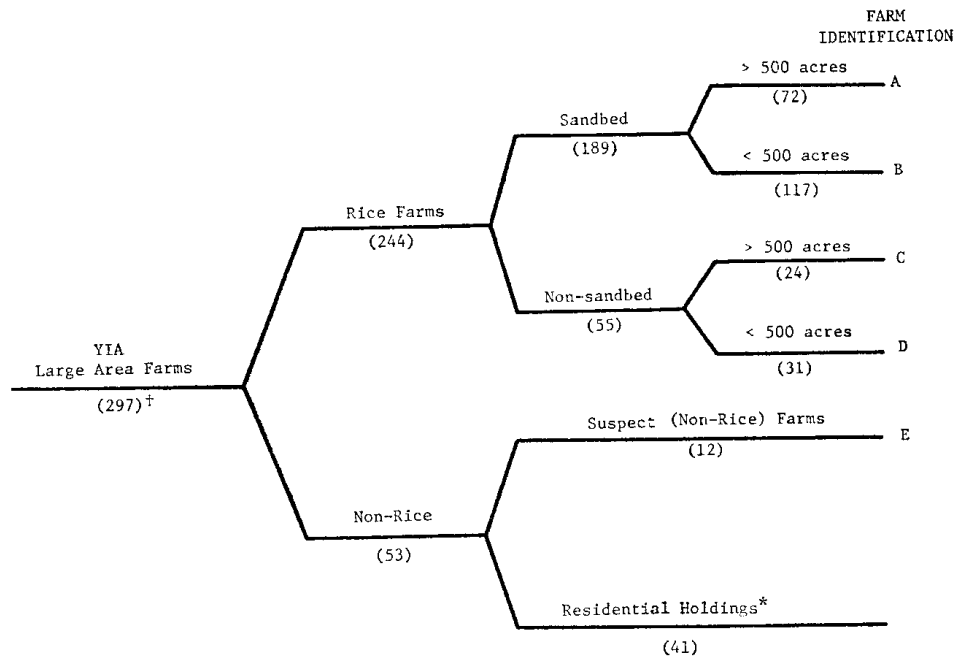 FARM
IDENTIFICATION
> 500 acres
A
(72)
Sandbed
(189)
< 500 acres
B
(117)
Rice Farms
(244)
> 500 acres
C
(24)
Non-sandbed
(55)
< 500 acres
D
(31)
YIA
Large Area Farms
(297)†
Suspect (Non-Rice) Farms
E
(12)
Non-Rice
(53)
Residential Holdings*
(41)